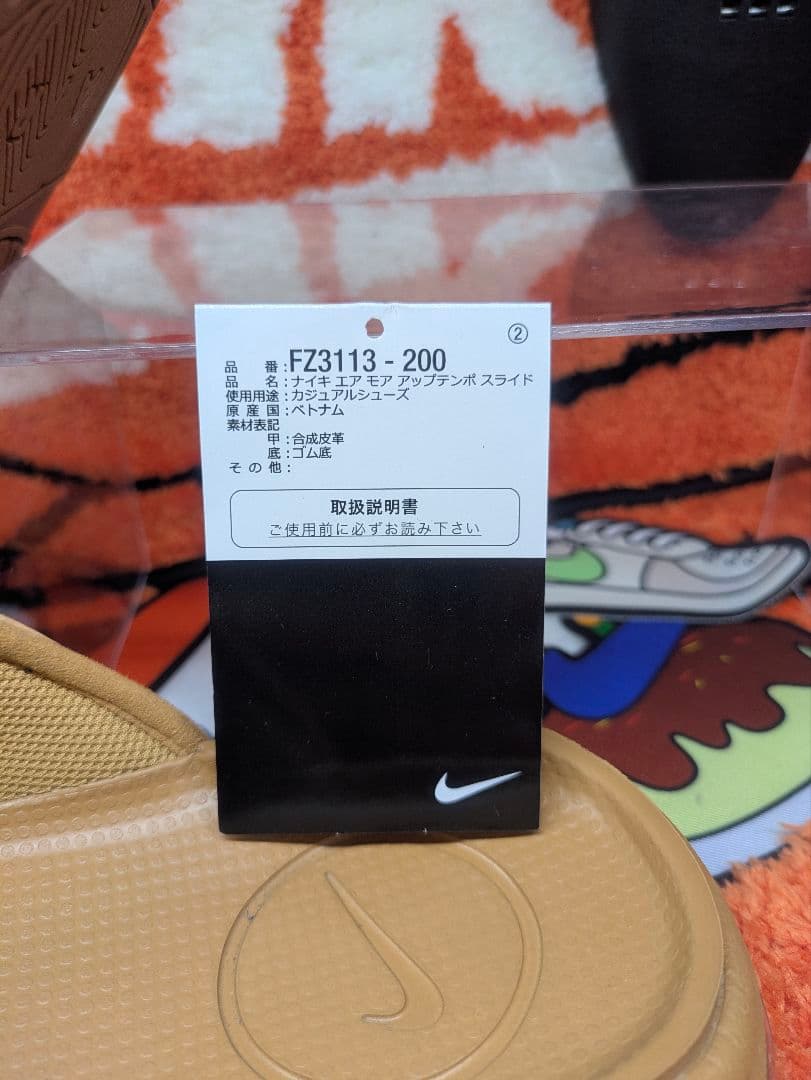 ②
品 番:FZ3113 - 200
品 名:ナイキ エア モア アップテンポ スライド
使用用途:カジュアルシューズ
原 産 国:ベトナム
素材表記
甲:合成皮革
底:ゴム底
そ の 他:
取扱説明書
ご使用前に必ずお読み下さい